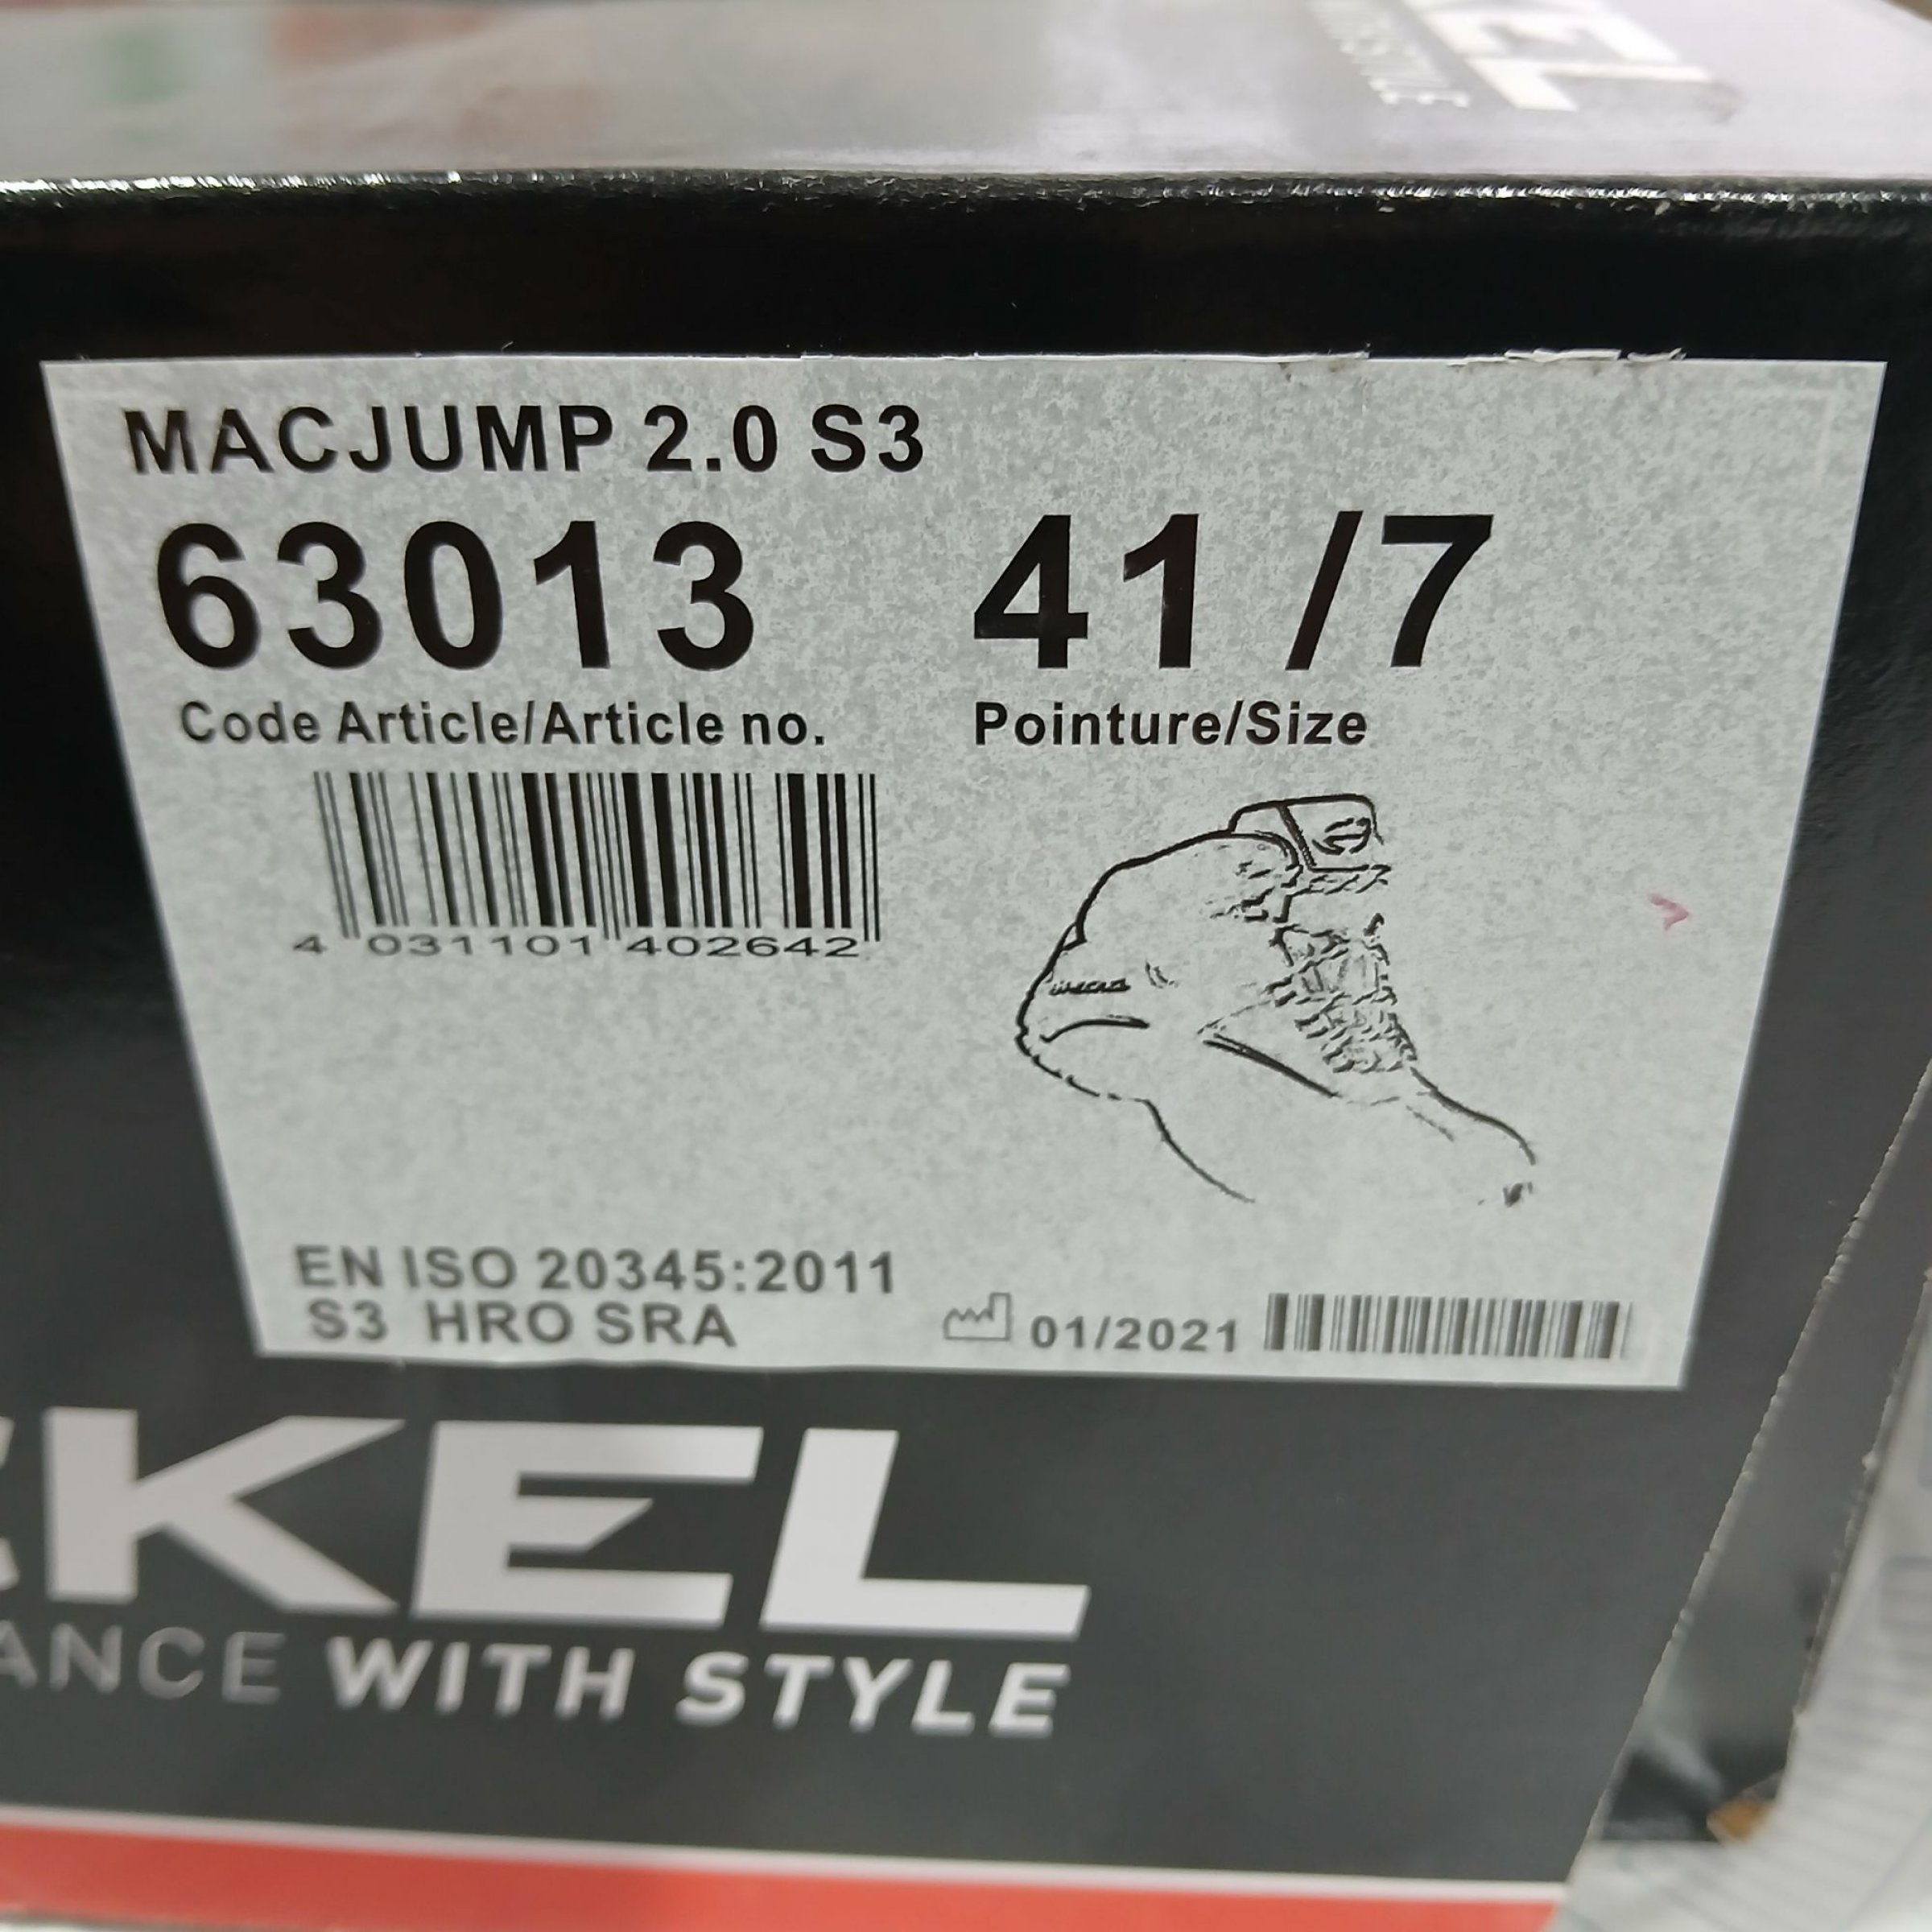 MACJUMP 2.0 S3
63013 41 /7
Code Article/Article no. Pointure/Size
4 031101 402642
EN ISO 20345:2011
S3 HRO SRA
01/2021
KEL
ANCE WITH STYLE